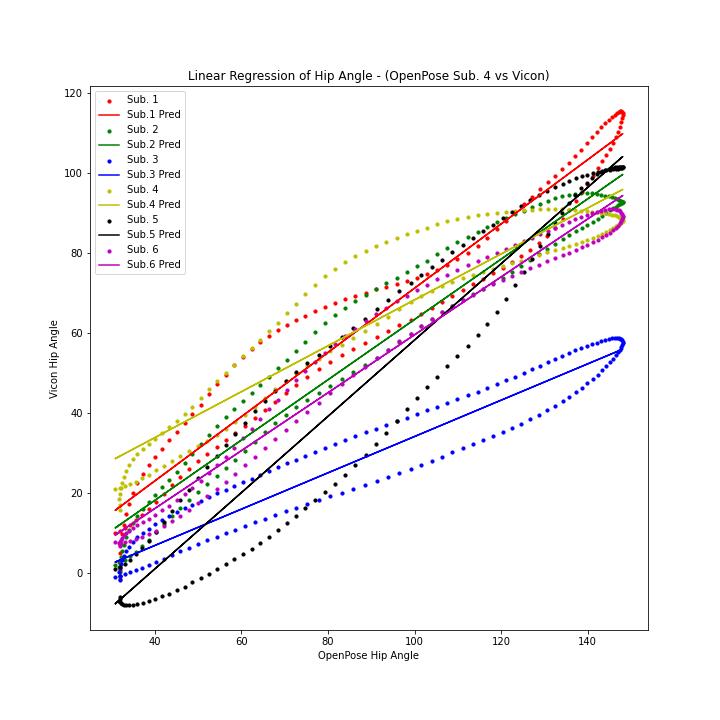 Linear Regression of Hip Angle - (OpenPose Sub. 4 vs Vicon)
Sub. 1
Sub.1 Pred
Sub. 2
Sub.2 Pred
Sub. 3
Sub.3 Pred
Sub. 4
Sub.4 Pred
Sub. 5
Sub.5 Pred
Sub. 6
Sub.6 Pred
120
100
80
60
40
20
0
Vicon Hip Angle
40 60 80 100 120 140
OpenPose Hip Angle